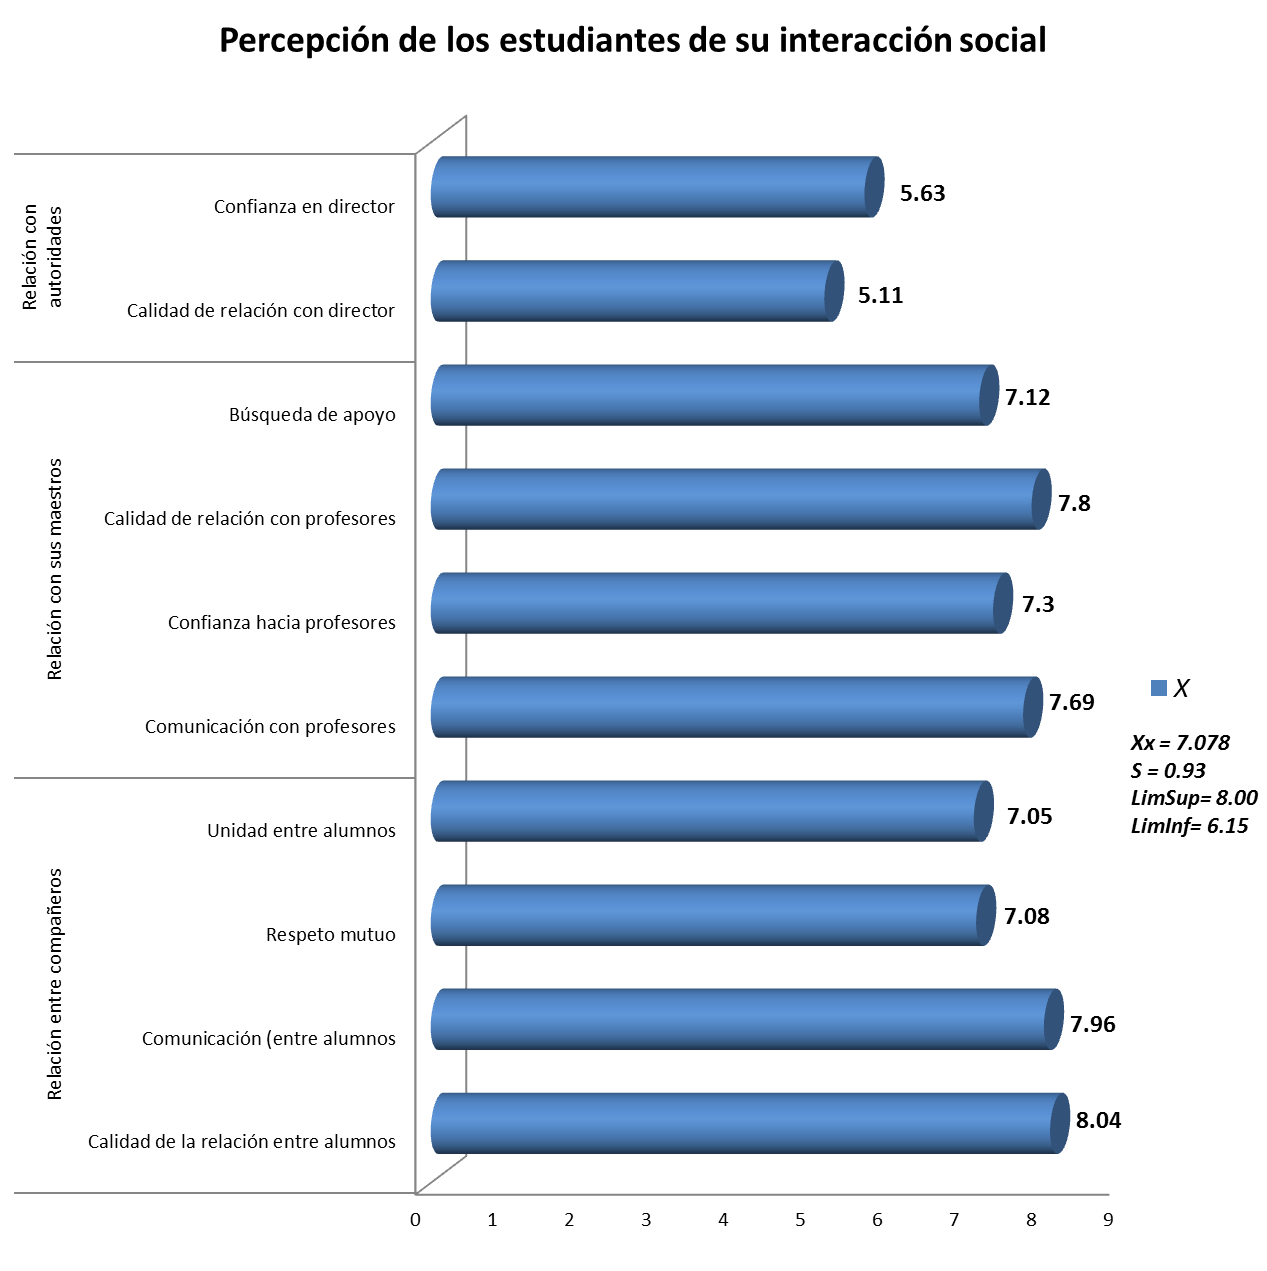 Percepción de los estudiantes de su interacción social
Relación con
autoridades
Confianza en director
5.63
Calidad de relación con director
5.11
Relación con sus maestros
Búsqueda de apoyo
7.12
Calidad de relación con profesores
7.8
Confianza hacia profesores
7.3
Comunicación con profesores
7.69
Relación entre compañeros
Unidad entre alumnos
7.05
Respeto mutuo
7.08
Comunicación (entre alumnos
7.96
Calidad de la relación entre alumnos
8.04
0 1 2 3 4 5 6 7 8 9
X
Xx = 7.078
S = 0.93
LimSup= 8.00
LimInf= 6.15